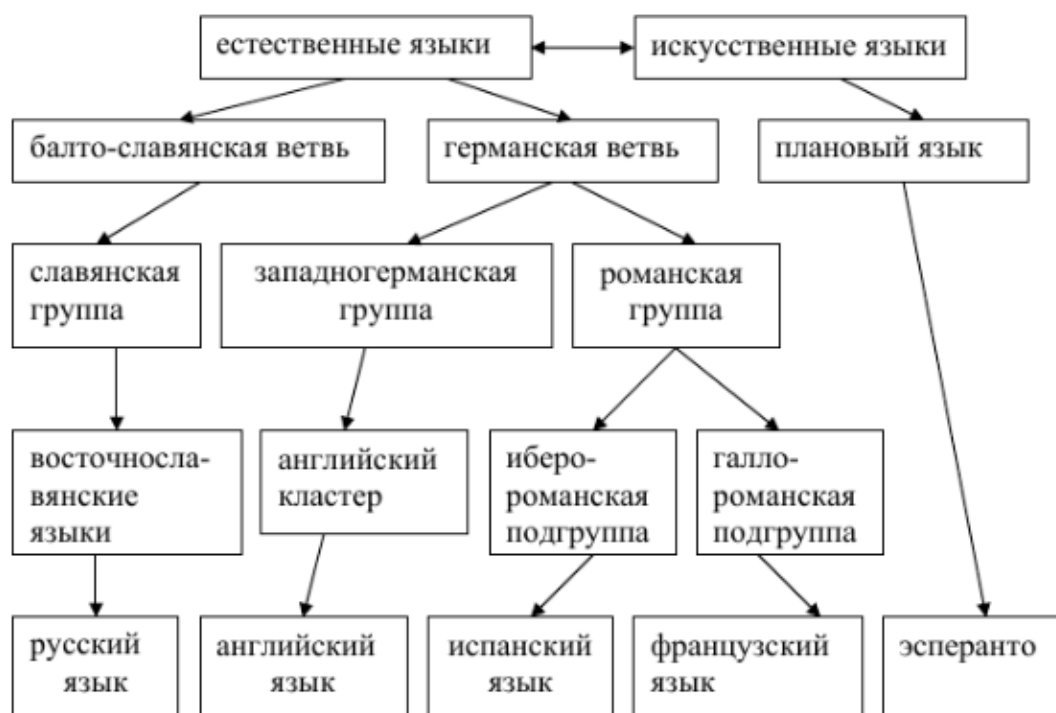 естественные языки
искусственные языки
балто-славянская ветвь
германская ветвь
плановый язык
славянская
группа
западногерманская
группа
романская
группа
восточносла-
вянские
языки
английский
кластер
иберо-
романская
подгруппа
галло-
романская
подгруппа
русский
язык
английский
язык
испанский
язык
французский
язык
эсперанто